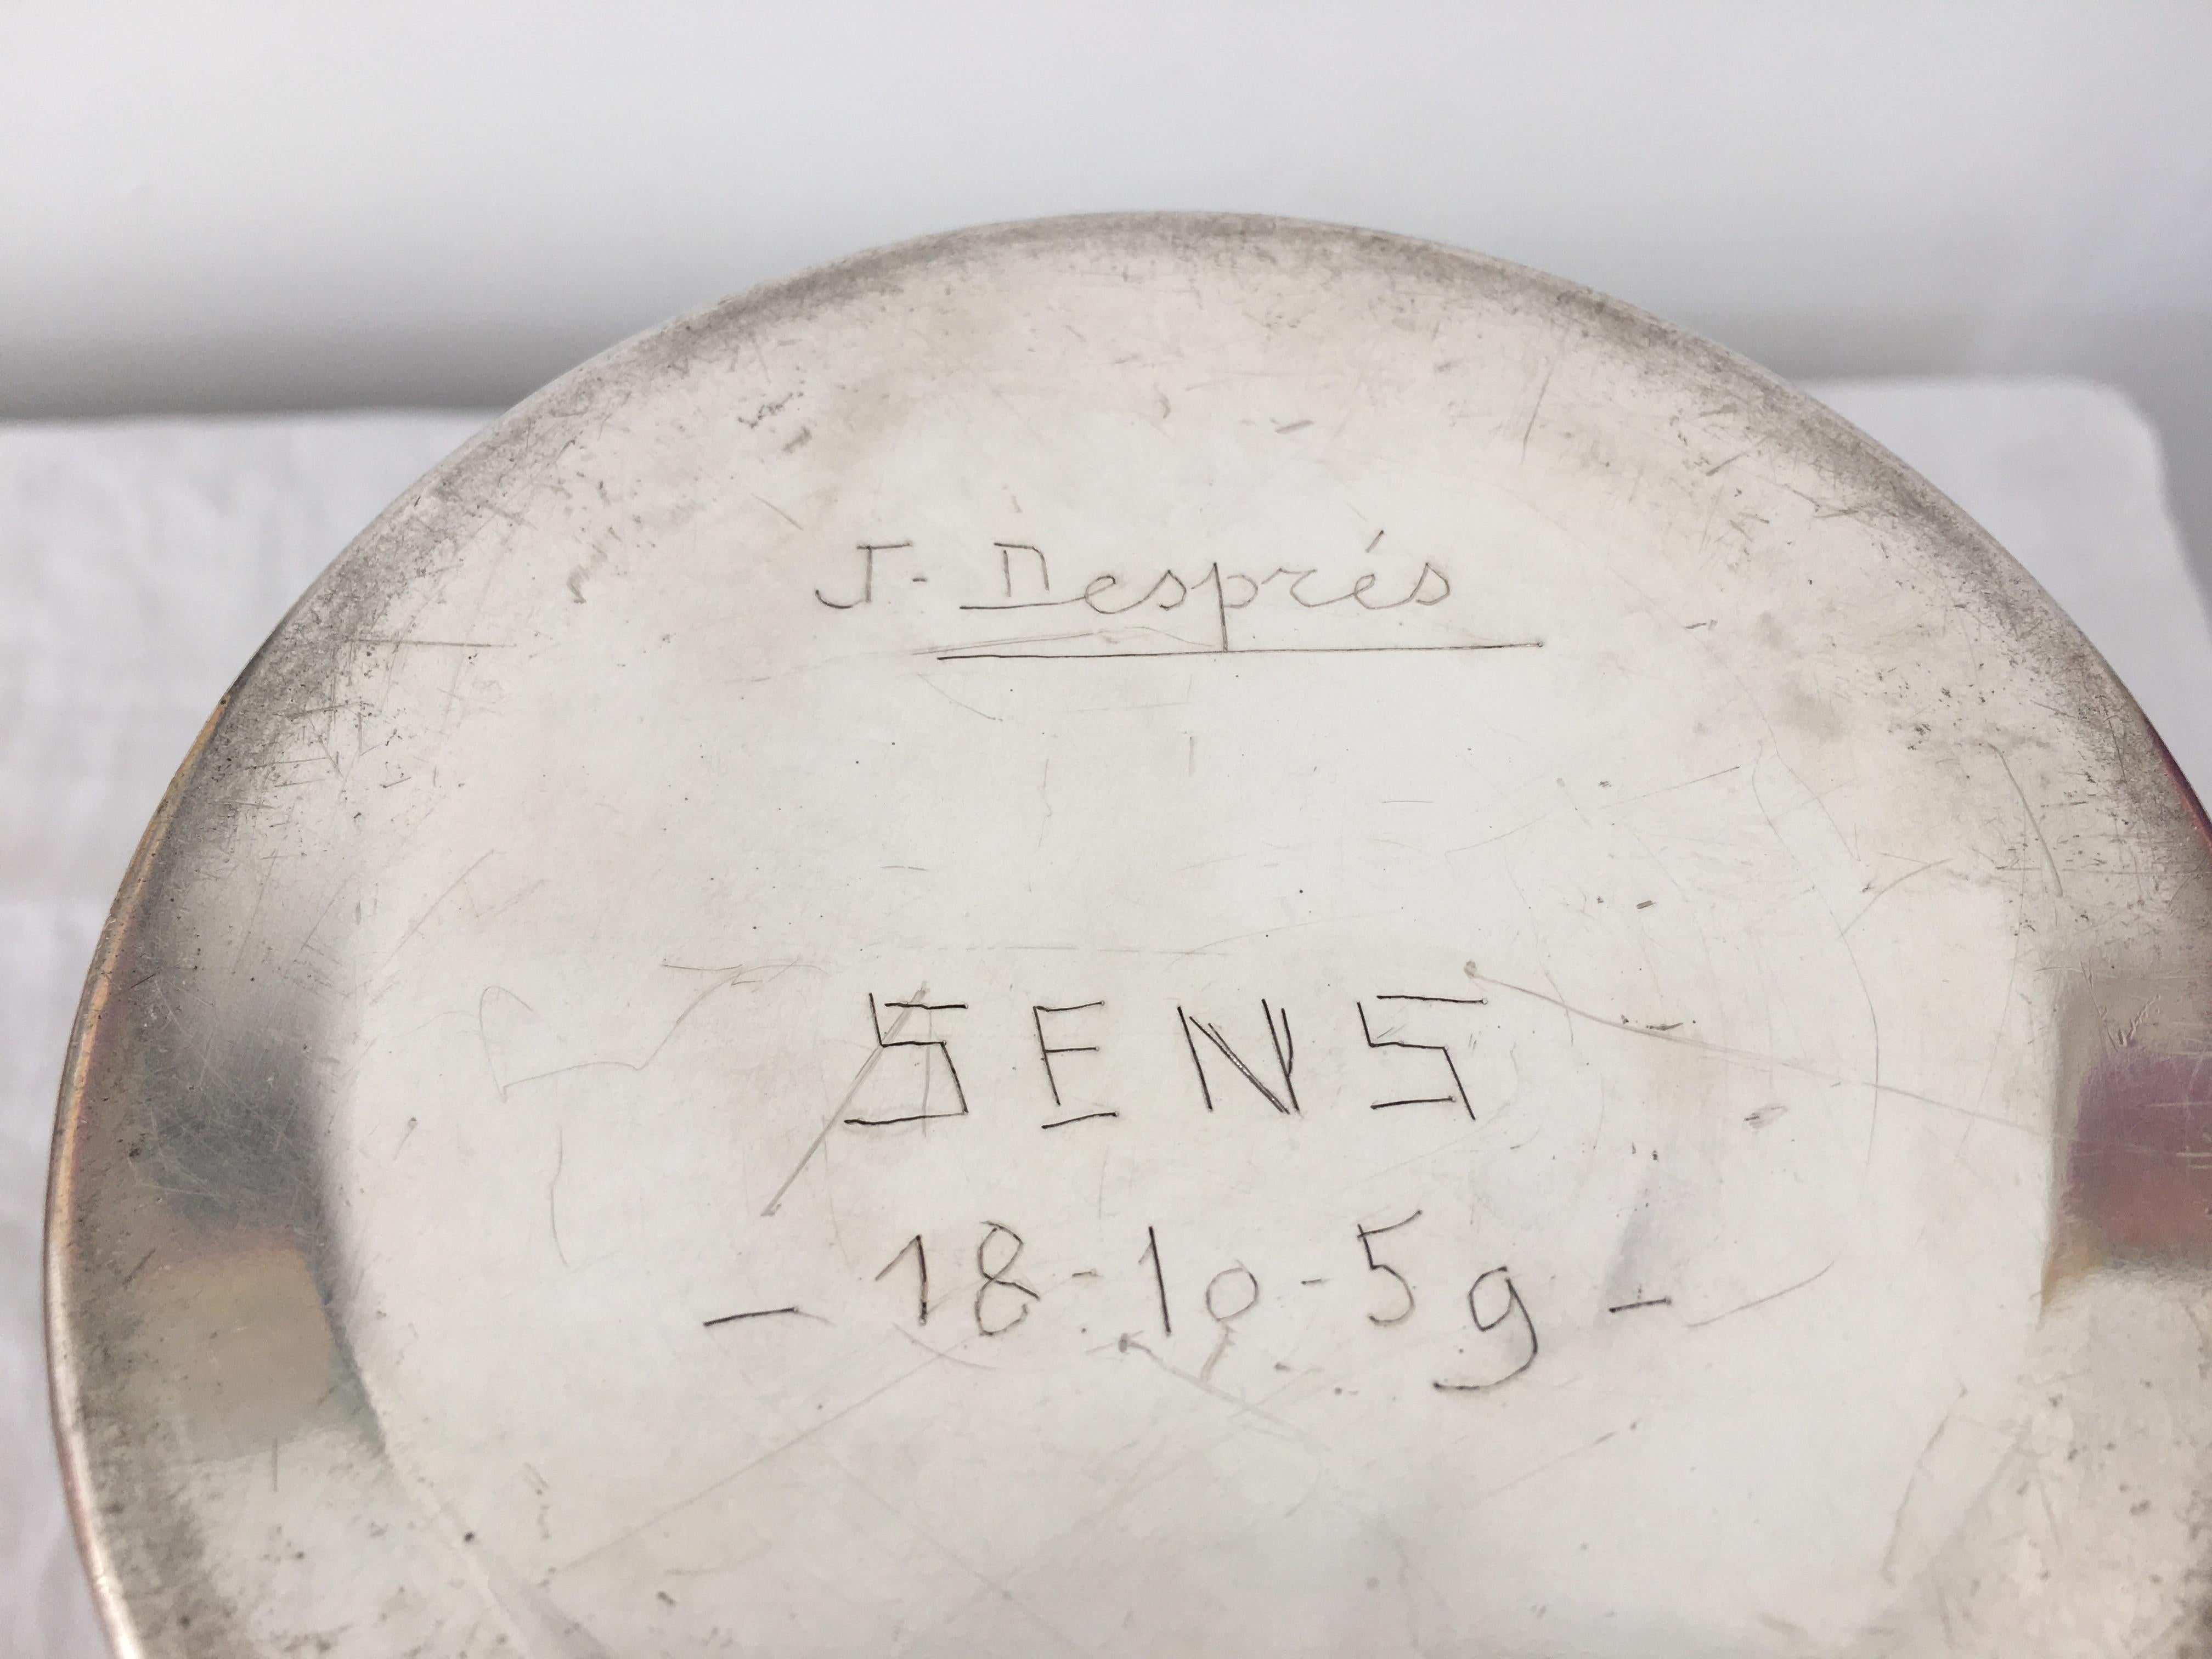 J. Després
SENS
- 18-10-59 -